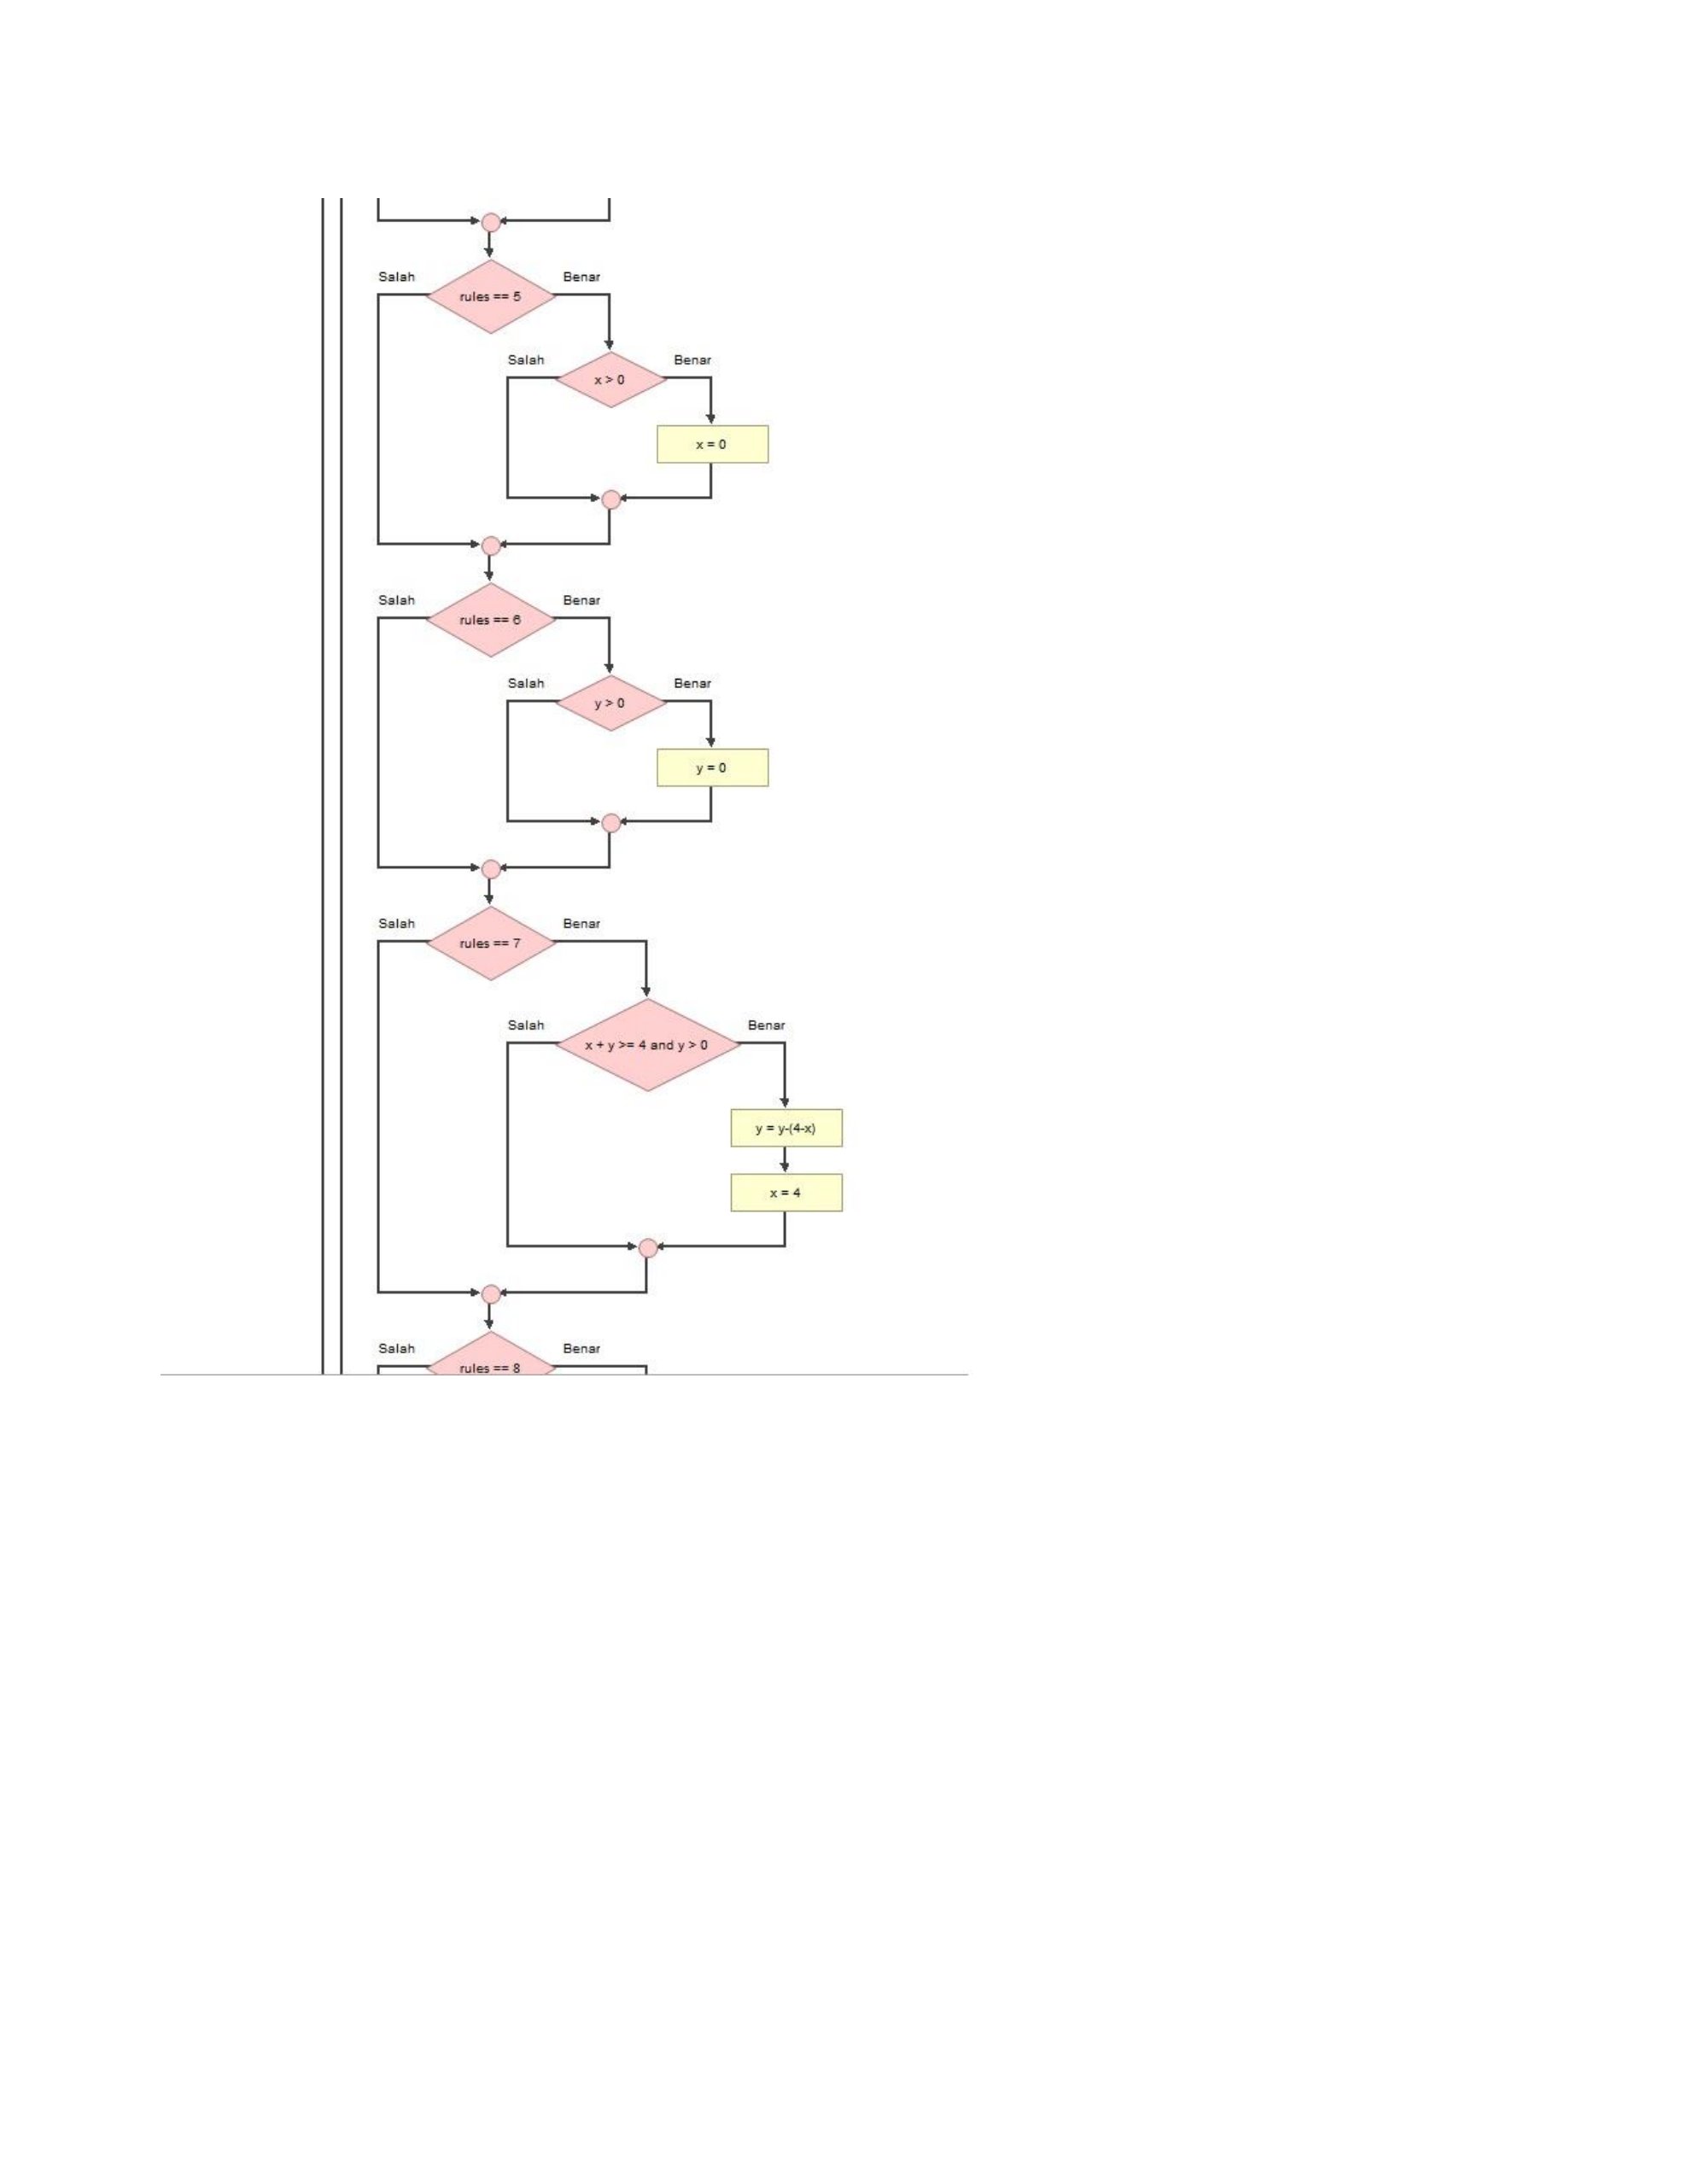 Salah
Benar
rules == 5
Salah
Benar
x > 0
x = 0
Salah
Benar
rules == 6
Salah
Benar
y > 0
y = 0
Salah
Benar
rules == 7
Salah
Benar
x + y >= 4 and y > 0
y = y-(4-x)
x = 4
Salah
Benar
rules == 8